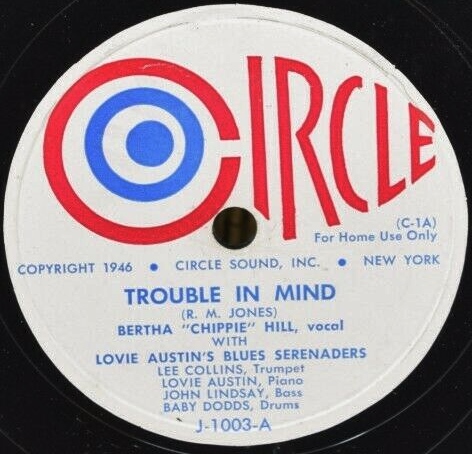 CIRCLE
(C-1A)
For Home Use Only
COPYRIGHT 1946 • CIRCLE SOUND, INC. • NEW YORK
TROUBLE IN MIND
(R. M. JONES)
BERTHA "CHIPPIE" HILL, vocal
WITH
LOVIE AUSTIN'S BLUES SERENADERS
LEE COLLINS, Trumpet
LOVIE AUSTIN, Piano
JOHN LINDSAY, Bass
BABY DODDS, Drums
J-1003-A